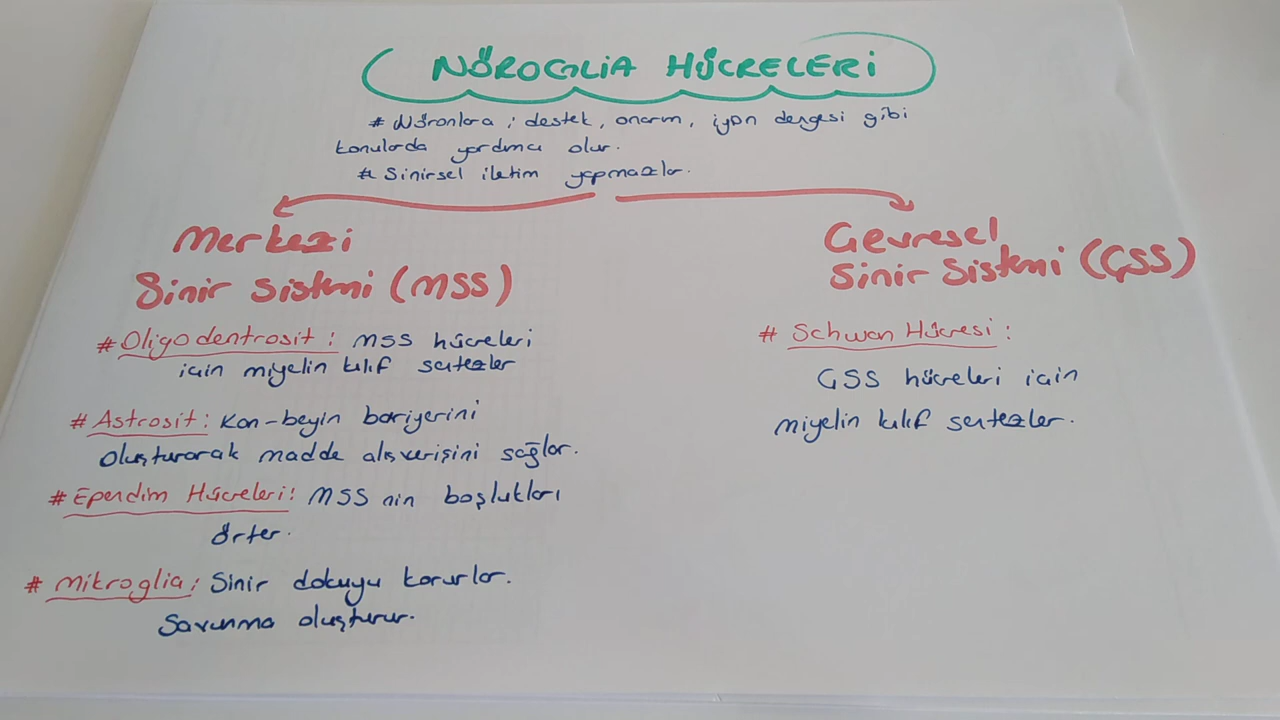 NÖROGLİA HÜCRELERİ
# Nöronlara ; destek, onarım, iyon dengesi gibi
konularda yardımcı olur.
# Sinirsel iletim yapmazlar.
Merkezi
Sinir Sistemi (MSS)
# Oligodentrosit : MSS hücreleri
için miyelin kılıf sentezler
# Astrosit : Kan-beyin bariyerini
oluşturarak madde alışverişini sağlar.
# Ependim Hücreleri : MSS nin boşlukları
örter.
# Mikroglia ; Sinir dokuyu korurlar.
Savunma oluşturur.
Çevresel
Sinir Sistemi (ÇSS)
# Schwan Hücresi :
ÇSS hücreleri için
miyelin kılıf sentezler.